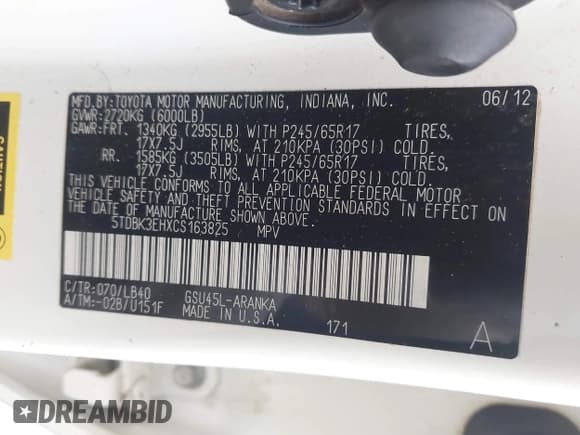 MFD.BY:TOYOTA MOTOR MANUFACTURING, INDIANA, INC. 06/12
GVWR: 2720KG (6000LB)
GAWR:FRT. 1340KG (2955LB) WITH P245/65R17 TIRES,
17X7.5J RIMS, AT 210KPA (30PSI) COLD.
RR. 1585KG (3505LB) WITH P245/65R17 TIRES,
17X7.5J RIMS, AT 210KPA (30PSI) COLD.
THIS VEHICLE CONFORMS TO ALL APPLICABLE FEDERAL MOTOR
VEHICLE SAFETY AND THEFT PREVENTION STANDARDS IN EFFECT ON
THE DATE OF MANUFACTURE SHOWN ABOVE.
5TDBK3EHXCS163825 MPV
C/TR:070/LB40 GSU45L-ARANKA
A/TM:-02B/U151F MADE IN U.S.A. 171 A
DREAMBID